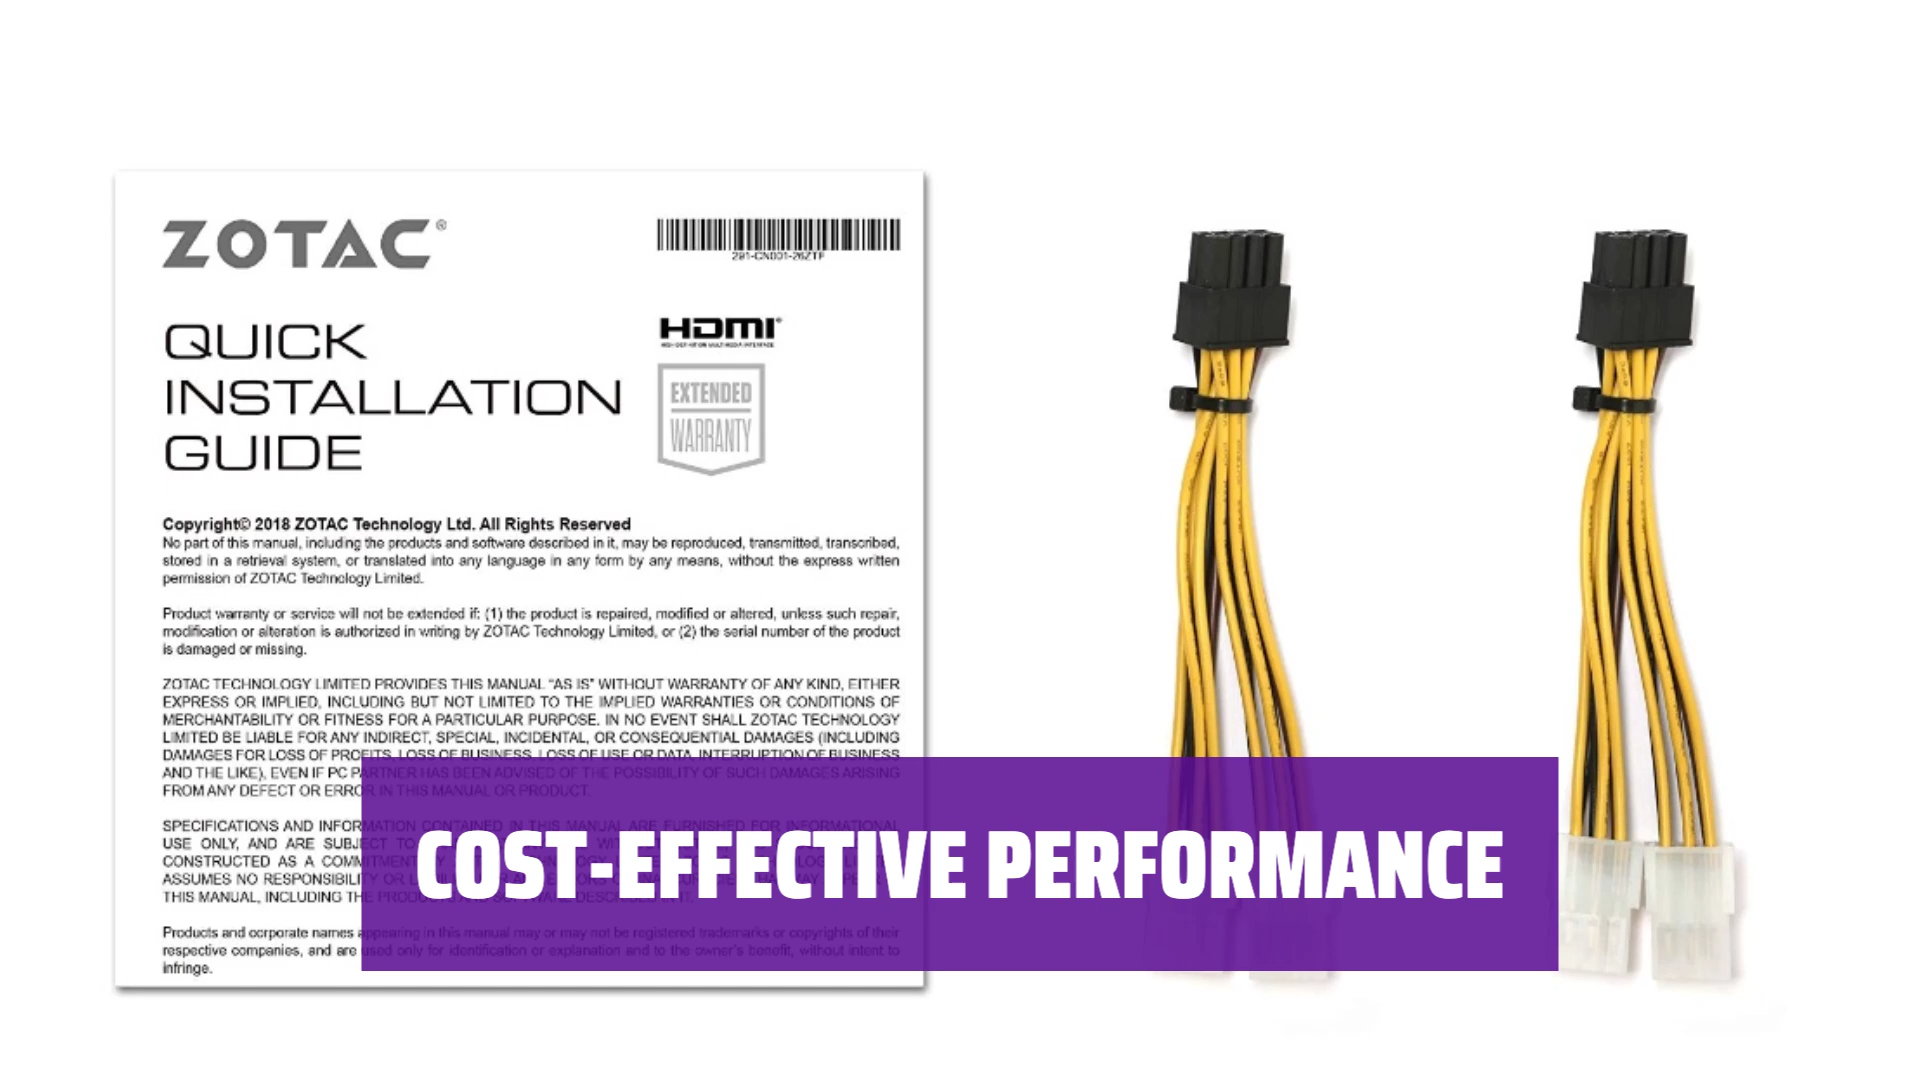 ZOTAC®
291-CN001-26ZTF
QUICK
INSTALLATION
GUIDE
HDMI®
HIGH-DEFINITION MULTIMEDIA INTERFACE
EXTENDED
WARRANTY
Copyright© 2018 ZOTAC Technology Ltd. All Rights Reserved
No part of this manual, including the products and software described in it, may be reproduced, transmitted, transcribed,
stored in a retrieval system, or translated into any language in any form by any means, without the express written
permission of ZOTAC Technology Limited.
Product warranty or service will not be extended if: (1) the product is repaired, modified or altered, unless such repair,
modification or alteration is authorized in writing by ZOTAC Technology Limited, or (2) the serial number of the product
is damaged or missing.
ZOTAC TECHNOLOGY LIMITED PROVIDES THIS MANUAL “AS IS” WITHOUT WARRANTY OF ANY KIND, EITHER
EXPRESS OR IMPLIED, INCLUDING BUT NOT LIMITED TO THE IMPLIED WARRANTIES OR CONDITIONS OF
MERCHANTABILITY OR FITNESS FOR A PARTICULAR PURPOSE. IN NO EVENT SHALL ZOTAC TECHNOLOGY
LIMITED BE LIABLE FOR ANY INDIRECT, SPECIAL, INCIDENTAL, OR CONSEQUENTIAL DAMAGES (INCLUDING
DAMAGES FOR LOSS OF PROFITS, LOSS OF BUSINESS, LOSS OF USE OR DATA, INTERRUPTION OF BUSINESS
AND THE LIKE), EVEN IF PC PARTNER HAS BEEN ADVISED OF THE POSSIBILITY OF SUCH DAMAGES ARISING
FROM ANY DEFECT OR ERROR IN THIS MANUAL OR PRODUCT.
SPECIFICATIONS AND INFORMATION CONTAINED IN THIS MANUAL ARE FURNISHED FOR INFORMATIONAL
USE ONLY, AND ARE SUBJECT TO
CONSTRUCTED AS A COMMITMENT
ASSUMES NO RESPONSIBILITY OR
THIS MANUAL, INCLUDING THE PRODUCTS AND SOFTWARE DESCRIBED IN IT.
COST-EFFECTIVE PERFORMANCE
Products and corporate names appearing in this manual may or may not be registered trademarks or copyrights of their
respective companies, and are used only for identification or explanation and to the owner's benefit, without intent to
infringe.